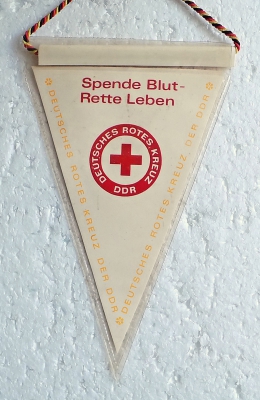 Spende Blut-
Rette Leben
DEUTSCHES ROTES KREUZ
DDR
DEUTSCHES ROTES KREUZ DER DDR
DEUTSCHES ROTES KREUZ DER DDR